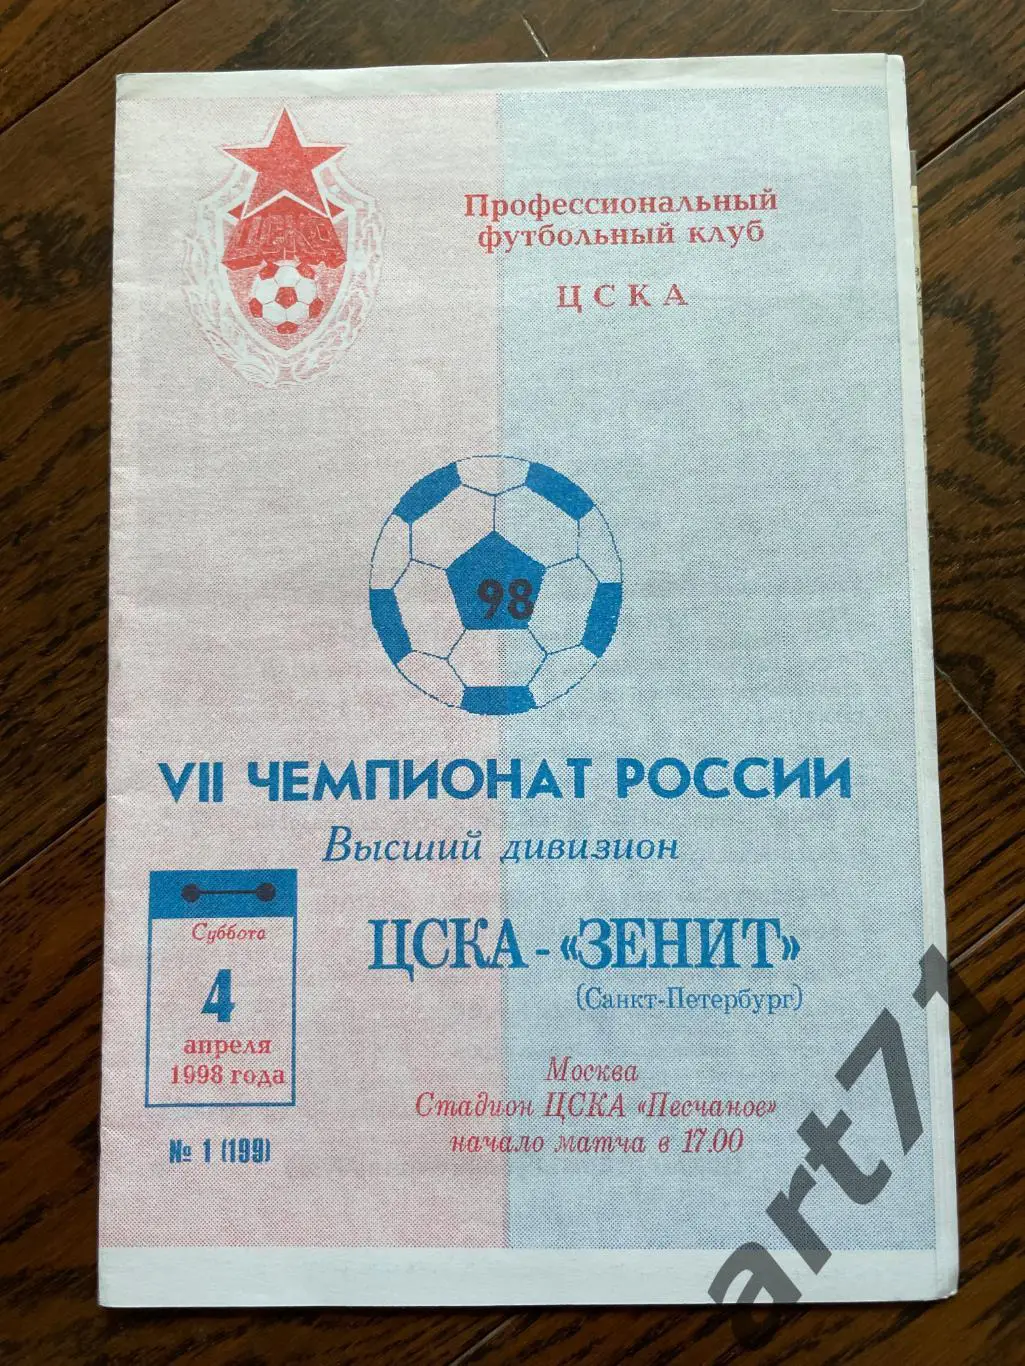 ЦСКА
Профессиональный
футбольный клуб
ЦСКА
98
VII ЧЕМПИОНАТ РОССИИ
Высший дивизион
ЦСКА - «ЗЕНИТ»
(Санкт-Петербург)
Суббота
4
апреля
1998 года
№ 1 (199)
Москва
Стадион ЦСКА «Песчаное»
начало матча в 17.00
art71